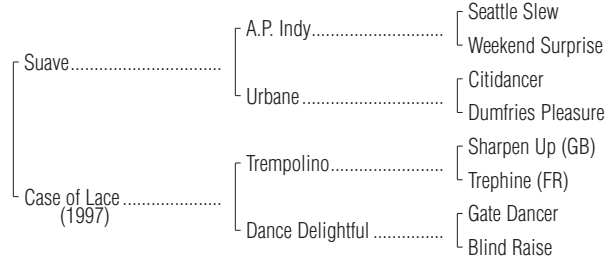 Seattle Slew
A.P. Indy..................................
Weekend Surprise
Suave.......................................
Citidancer
Urbane ....................................
Dumfries Pleasure
Sharpen Up (GB)
Trempolino.............................
Trephine (FR)
Case of Lace .........................
(1997)
Gate Dancer
Dance Delightful ..................
Blind Raise